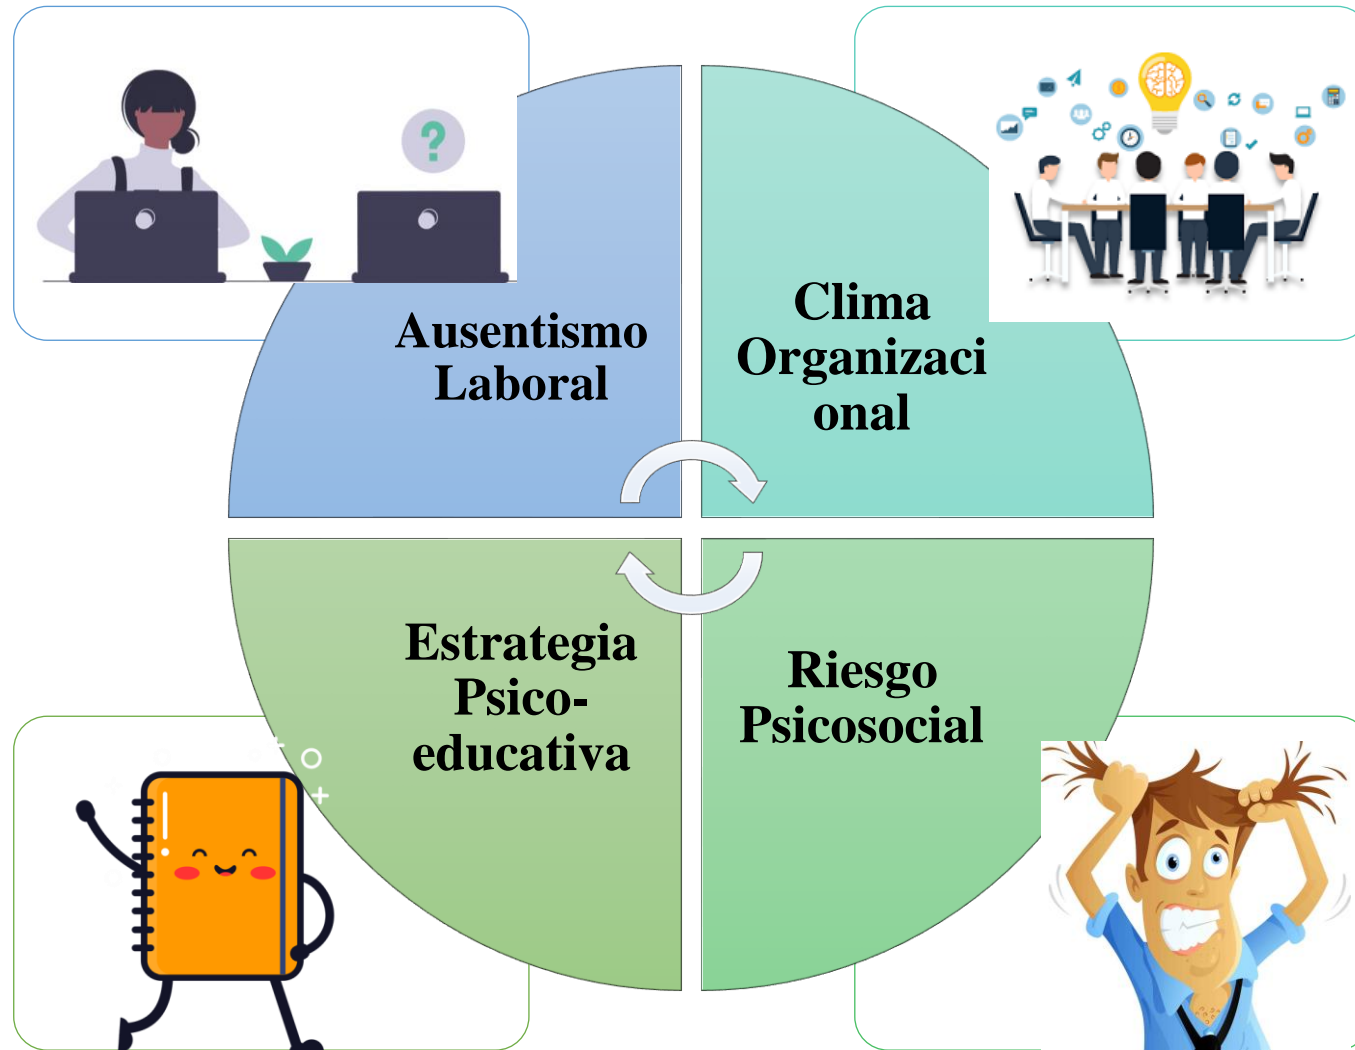 Ausentismo
Laboral
Clima
Organizaci
onal
?
Estrategia
Psico-
educativa
Riesgo
Psicosocial